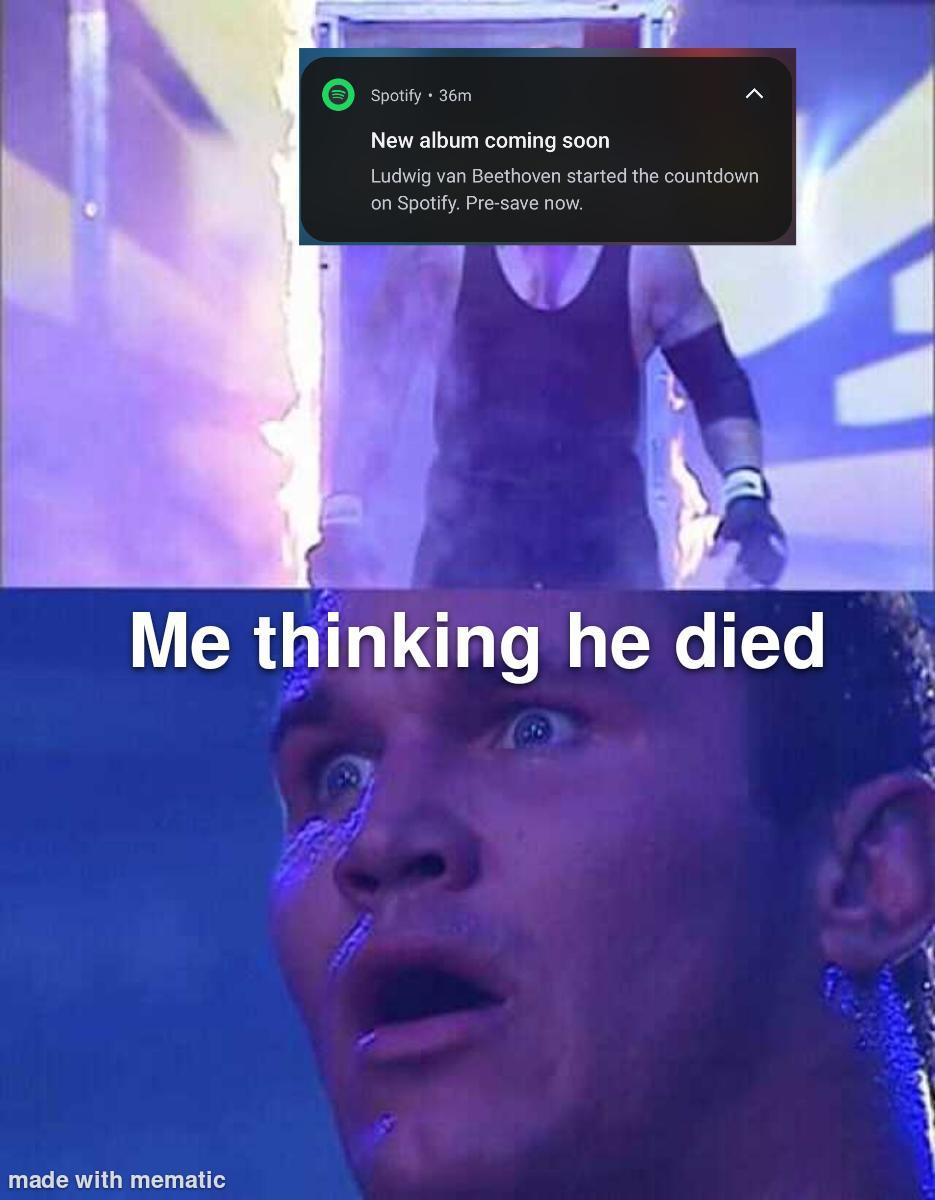 Spotify • 36m
New album coming soon
Ludwig van Beethoven started the countdown
on Spotify. Pre-save now.
Me thinking he died
made with mematic